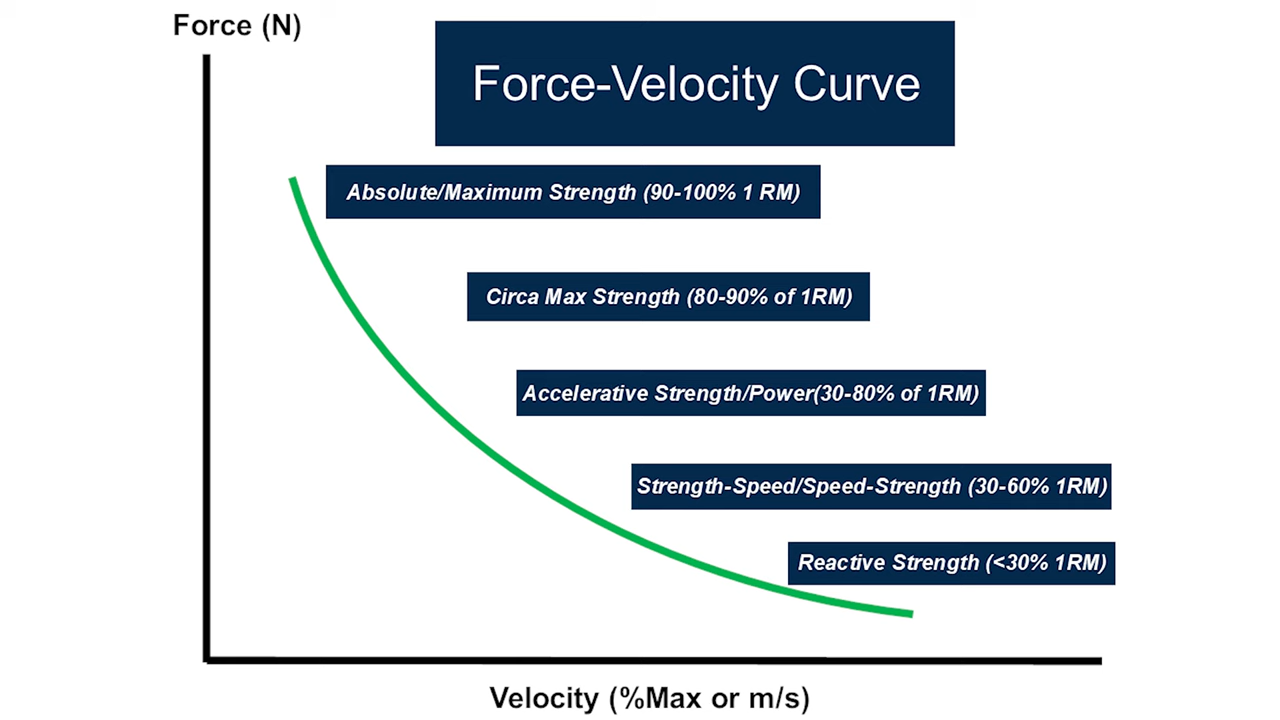 Force (N)
Force-Velocity Curve
Absolute/Maximum Strength (90-100% 1 RM)
Circa Max Strength (80-90% of 1RM)
Accelerative Strength/Power(30-80% of 1RM)
Strength-Speed/Speed-Strength (30-60% 1RM)
Reactive Strength (<30% 1RM)
Velocity (%Max or m/s)